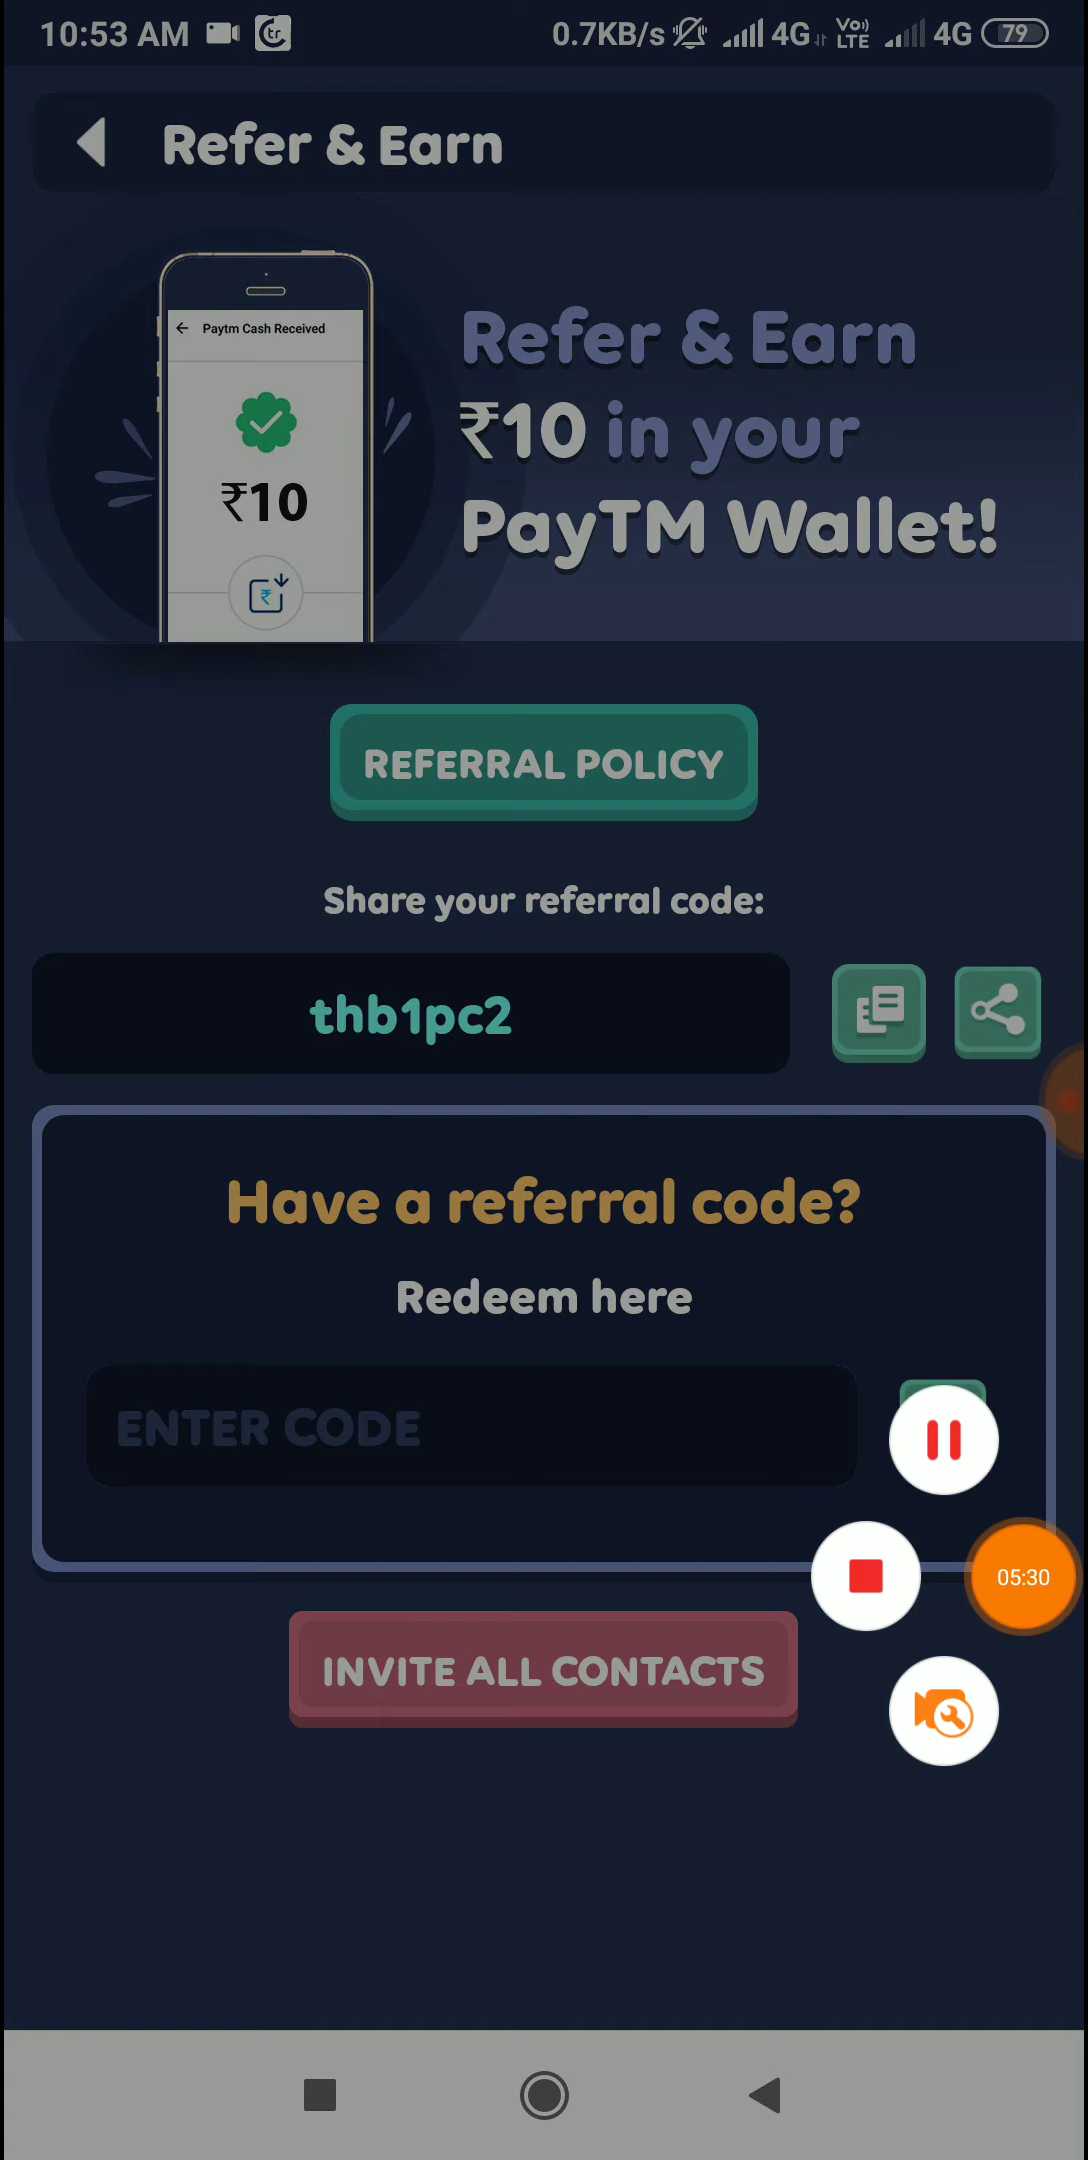 10:53 AM tr 0.7KB/s 4G Vo)) LTE 4G 79
Refer & Earn
Paytm Cash Received
₹10
₹
Refer & Earn
₹10 in your
PayTM Wallet!
REFERRAL POLICY
Share your referral code:
thb1pc2
Have a referral code?
Redeem here
ENTER CODE
05:30
INVITE ALL CONTACTS